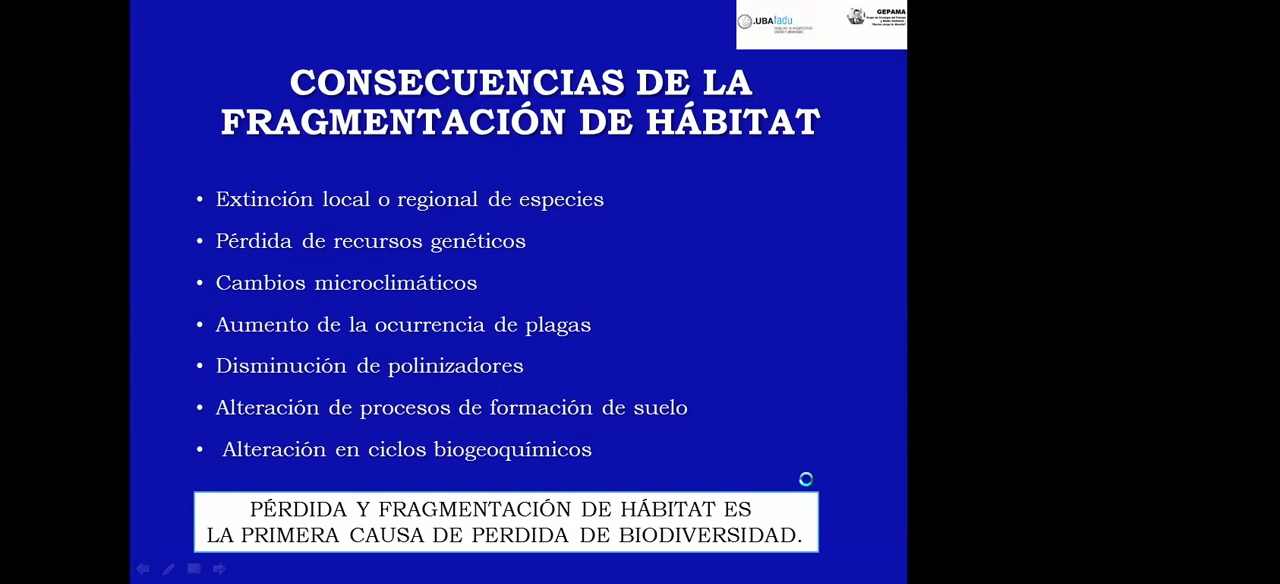 .UBAfadu
GEPAMA
CONSECUENCIAS DE LA
FRAGMENTACIÓN DE HÁBITAT
• Extinción local o regional de especies
• Pérdida de recursos genéticos
• Cambios microclimáticos
• Aumento de la ocurrencia de plagas
• Disminución de polinizadores
• Alteración de procesos de formación de suelo
• Alteración en ciclos biogeoquímicos
PÉRDIDA Y FRAGMENTACIÓN DE HÁBITAT ES
LA PRIMERA CAUSA DE PERDIDA DE BIODIVERSIDAD.